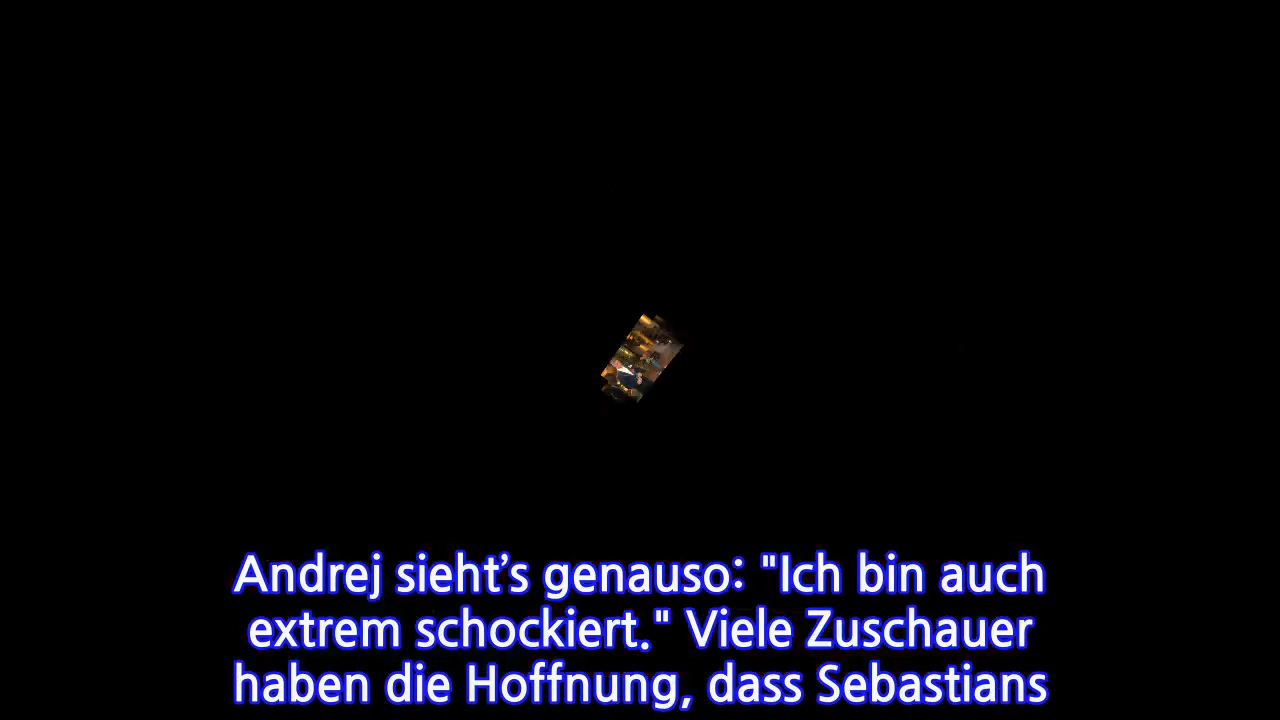 Andrej sieht’s genauso: "Ich bin auch
extrem schockiert." Viele Zuschauer
haben die Hoffnung, dass Sebastians